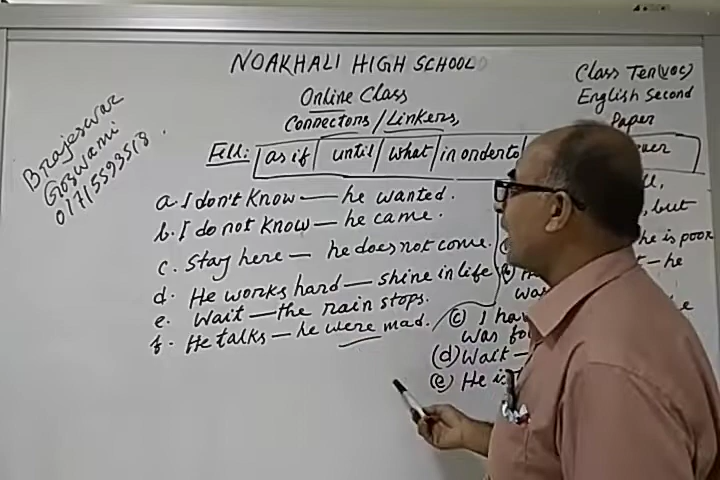 NOAKHALI HIGH SCHOOL
Online Class
Connectors / Linkers,
Class Ten (VOC)
English Second
Paper
Brajeswar
Goswami
01715593518.
Fill: as if until what in order to
a. I don't know — he wanted.
b. I do not know — he came.
c. Stay here — he does not come.
d. He works hard — shine in life
e. Wait — the rain stops.
f. He talks — he were mad.
but
he is poor
— he
(c) I ha
was
(d) Wait —
(e) He is